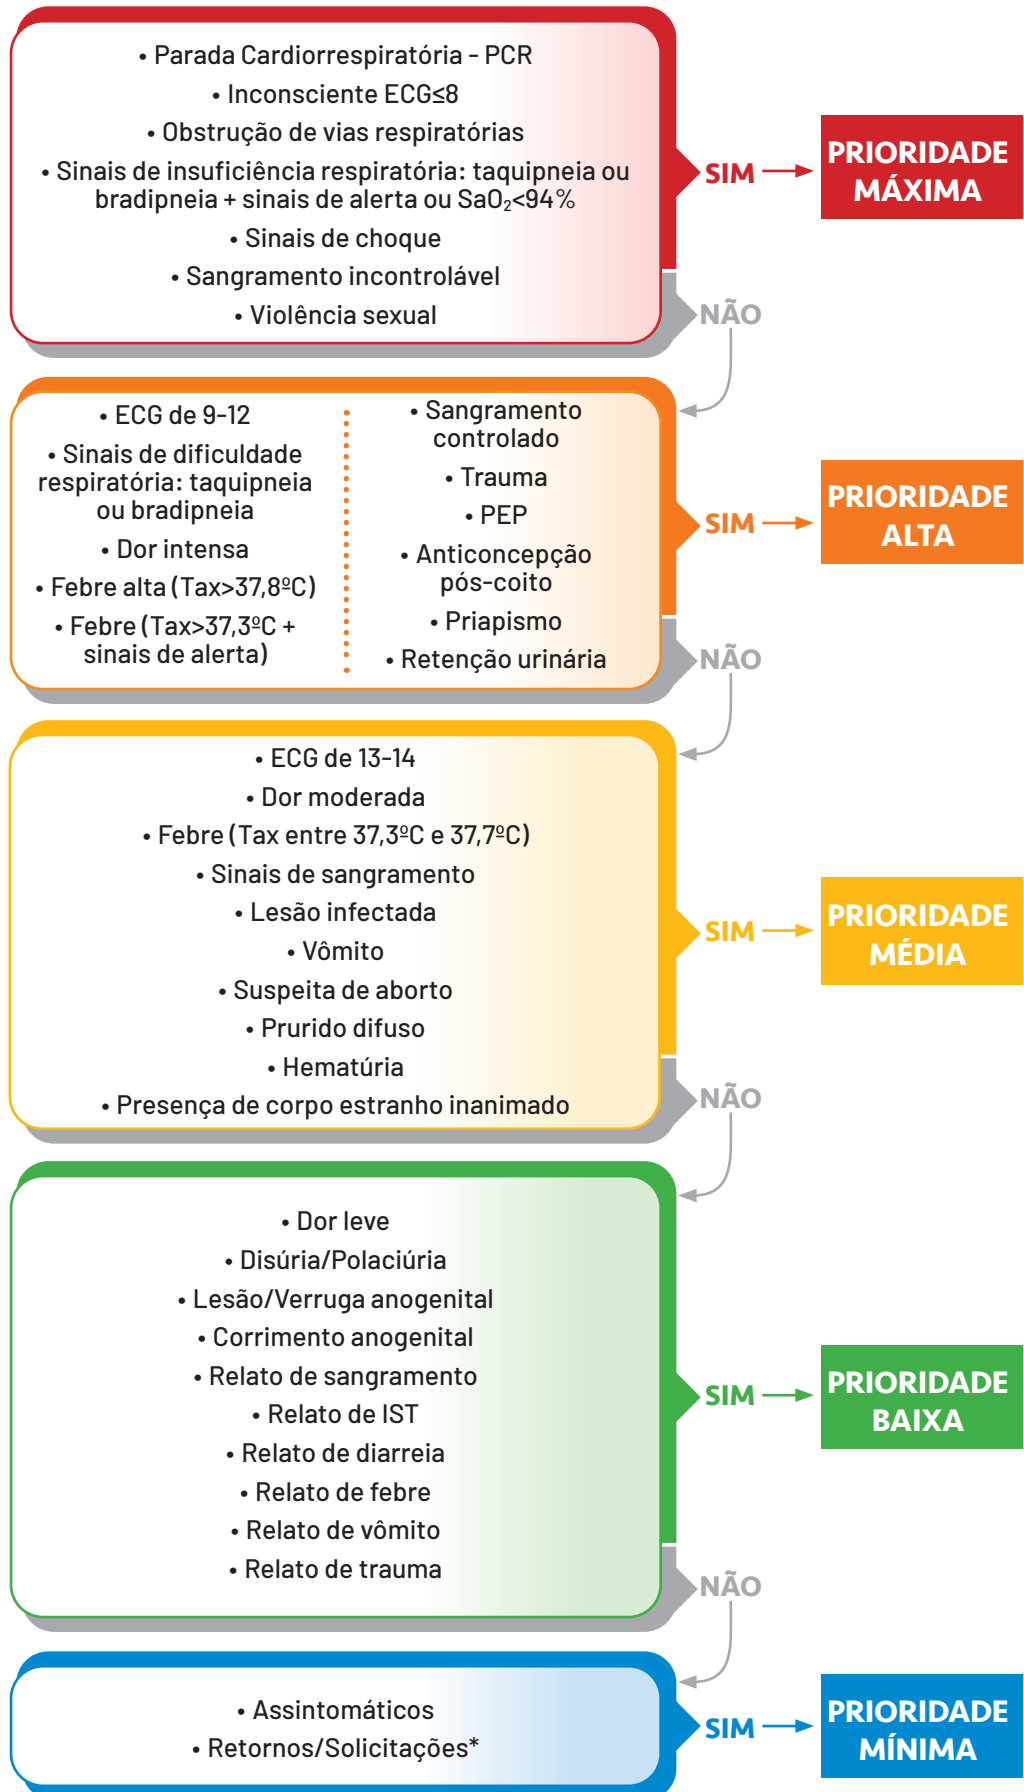 • Parada Cardiorrespiratória - PCR
• Inconsciente ECG≤8
• Obstrução de vias respiratórias
• Sinais de insuficiência respiratória: taquipneia ou
bradipneia + sinais de alerta ou SaO₂<94%
• Sinais de choque
• Sangramento incontrolável
• Violência sexual
SIM
PRIORIDADE
MÁXIMA
NÃO
• ECG de 9-12
• Sinais de dificuldade
respiratória: taquipneia
ou bradipneia
• Dor intensa
• Febre alta (Tax>37,8ºC)
• Febre (Tax>37,3ºC +
sinais de alerta)
• Sangramento
controlado
• Trauma
• PEP
• Anticoncepção
pós-coito
• Priapismo
• Retenção urinária
SIM
PRIORIDADE
ALTA
NÃO
• ECG de 13-14
• Dor moderada
• Febre (Tax entre 37,3ºC e 37,7ºC)
• Sinais de sangramento
• Lesão infectada
• Vômito
• Suspeita de aborto
• Prurido difuso
• Hematúria
• Presença de corpo estranho inanimado
SIM
PRIORIDADE
MÉDIA
NÃO
• Dor leve
• Disúria/Polaciúria
• Lesão/Verruga anogenital
• Corrimento anogenital
• Relato de sangramento
• Relato de IST
• Relato de diarreia
• Relato de febre
• Relato de vômito
• Relato de trauma
SIM
PRIORIDADE
BAIXA
NÃO
• Assintomáticos
• Retornos/Solicitações*
SIM
PRIORIDADE
MÍNIMA